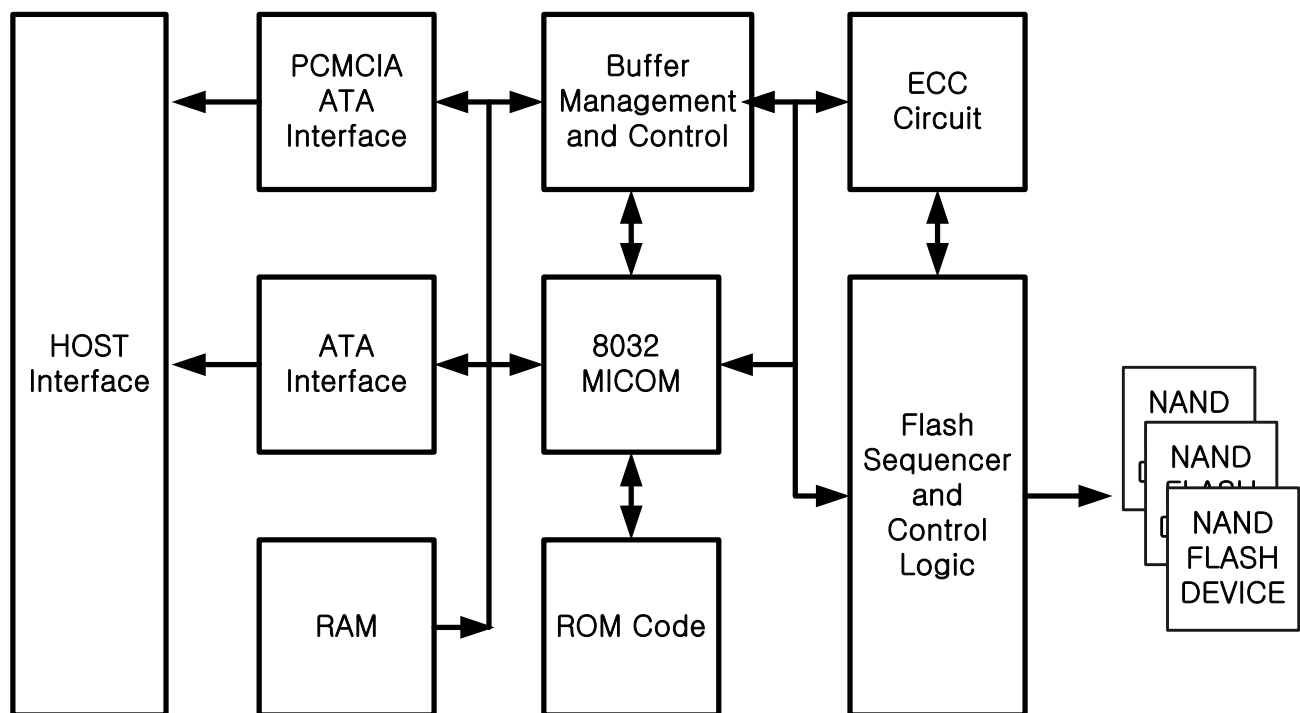 HOST
Interface
PCMCIA
ATA
Interface
Buffer
Management
and Control
ECC
Circuit
ATA
Interface
8032
MICOM
Flash
Sequencer
and
Control
Logic
RAM
ROM Code
NAND
NAND
FLASH
NAND
FLASH
DEVICE